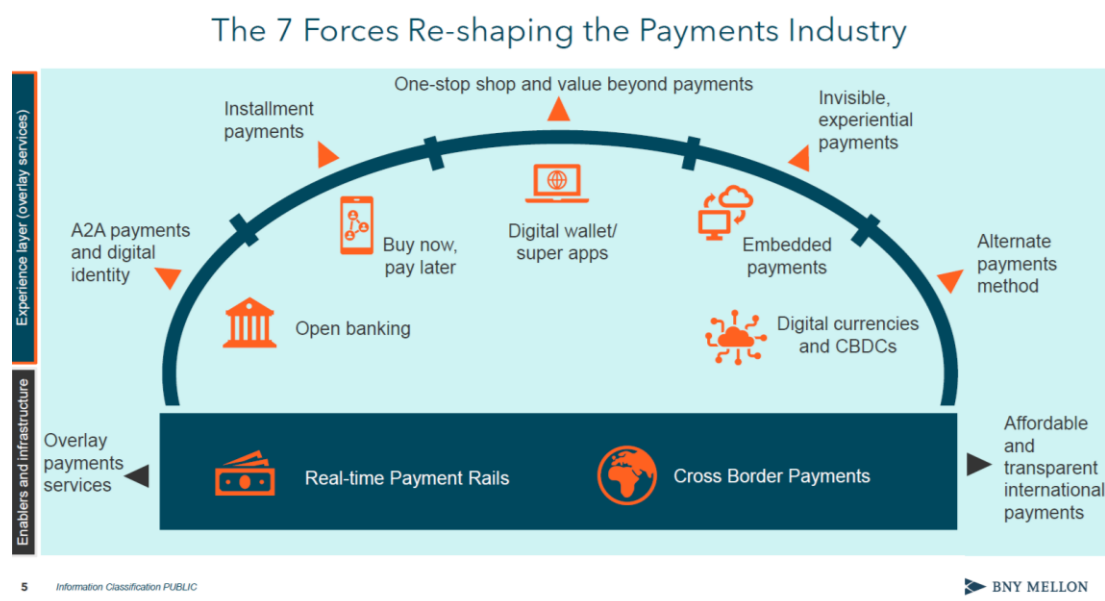 The 7 Forces Re-shaping the Payments Industry
Experience layer (overlay services)
One-stop shop and value beyond payments
Installment
payments
Invisible,
experiential
payments
A2A payments
and digital
identity
Buy now,
pay later
Digital wallet/
super apps
Embedded
payments
Alternate
payments
method
Open banking
Digital currencies
and CBDCs
Enablers and infrastructure
Overlay
payments
services
Real-time Payment Rails
Cross Border Payments
Affordable
and
transparent
international
payments
5
Information Classification PUBLIC
BNY MELLON